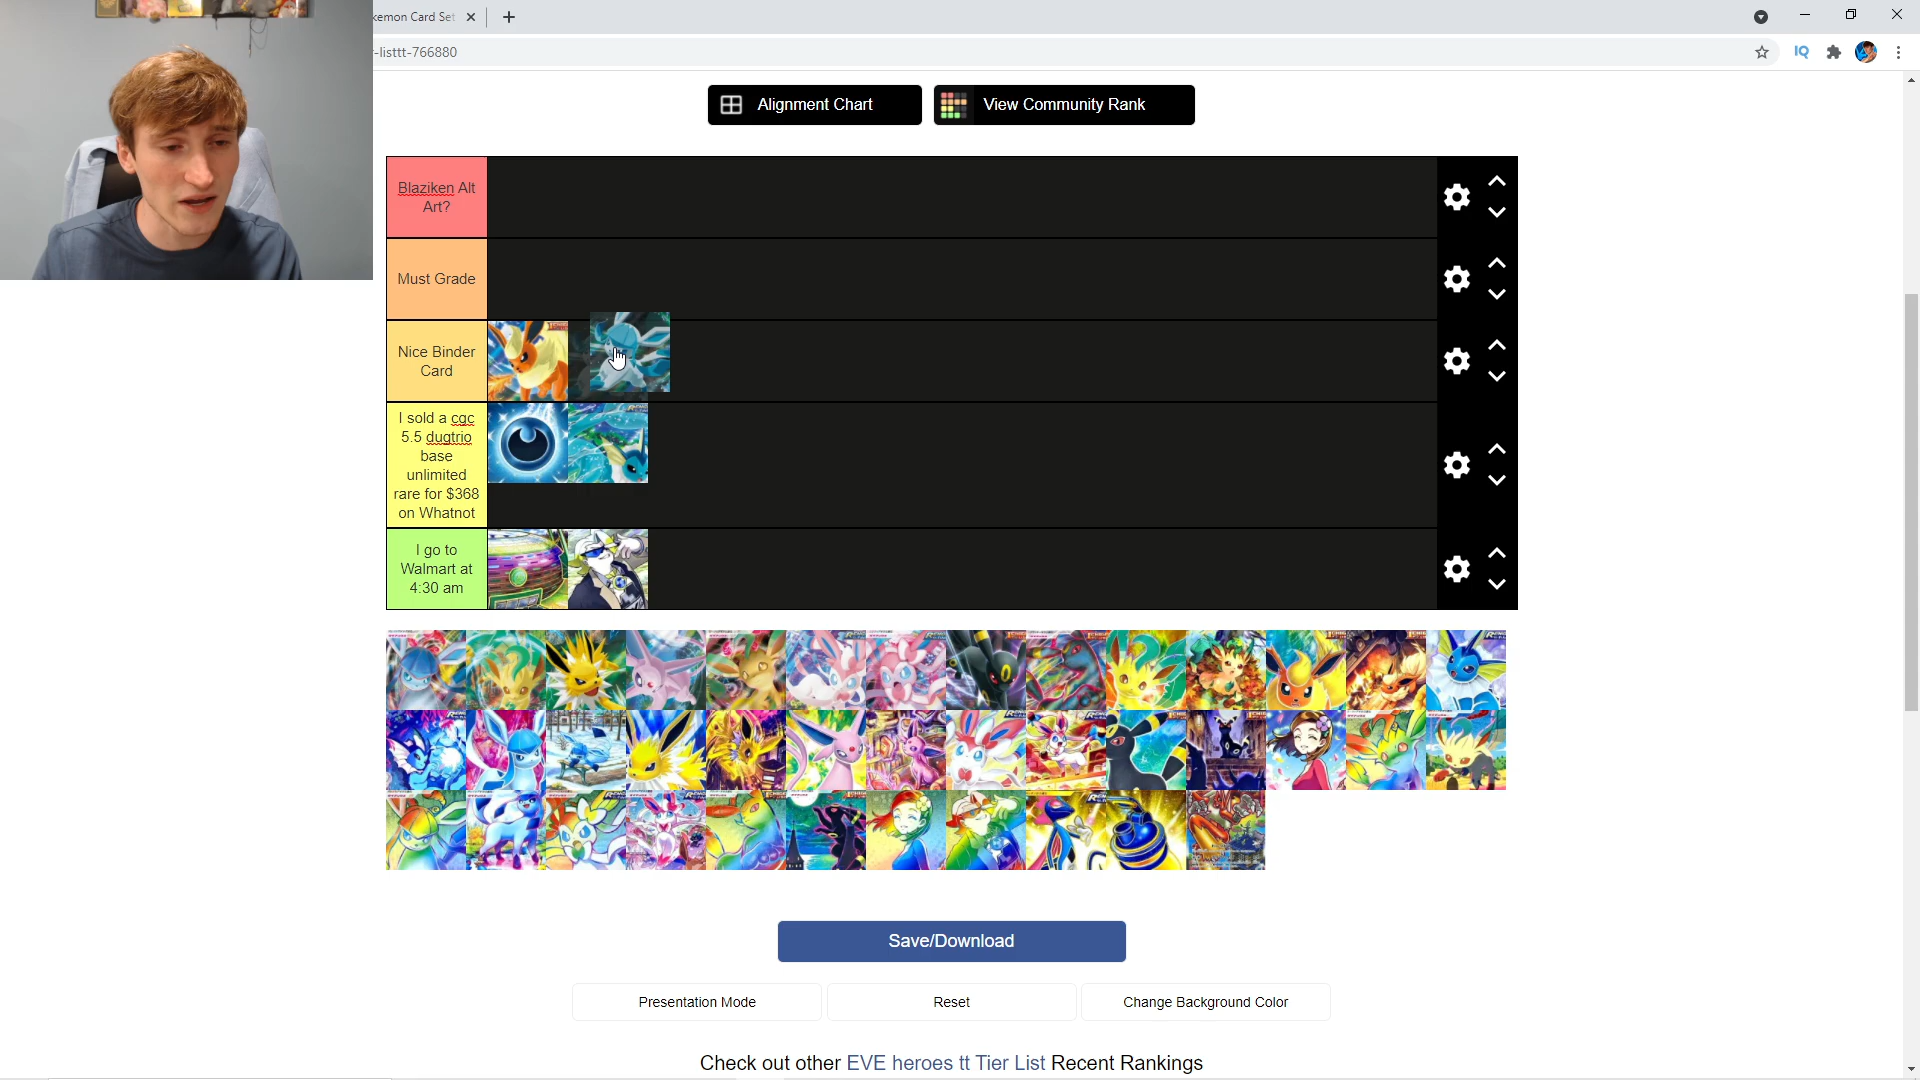 kemon Card Set
-listtt-766880
IQ
Alignment Chart
View Community Rank
Blaziken Alt
Art?
Must Grade
Nice Binder
Card
I sold a cgc
5.5 dugtrio
base
unlimited
rare for $368
on Whatnot
I go to
Walmart at
4:30 am
Save/Download
Presentation Mode
Reset
Change Background Color
Check out other EVE heroes tt Tier List Recent Rankings